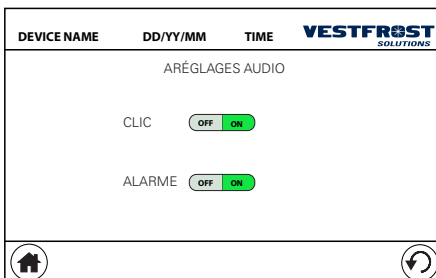 DEVICE NAME DD/YY/MM TIME VESTFROST SOLUTIONS
ARÉGLAGES AUDIO
CLIC OFF ON
ALARME OFF ON